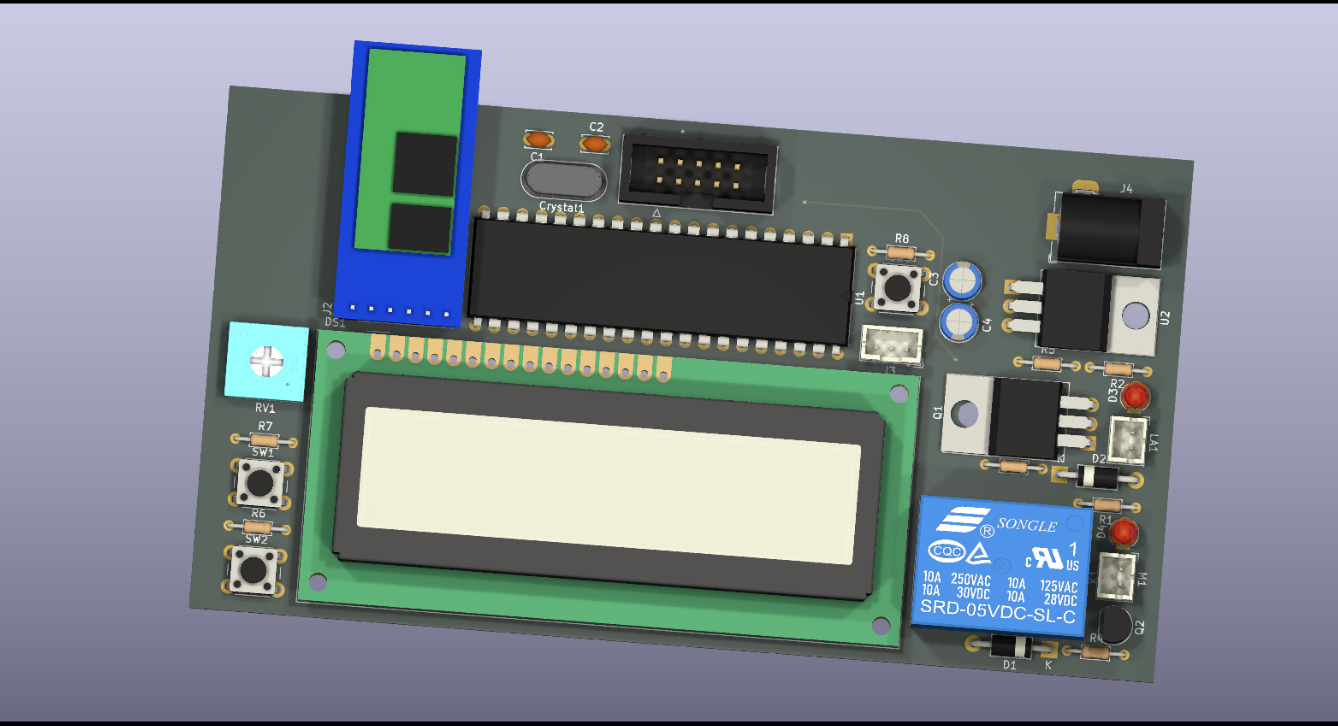 C2
C1
Crystal1
J4
R8
C3
U1
C4
U2
J2
DS1
J3
R5
R2
D3
RV1
R7
SW1
Q1
LA1
D2
R6
SW2
SONGLE
®
CQC
c RU US
1
10A 250VAC 10A 125VAC
10A 30VDC 10A 28VDC
SRD-05VDC-SL-C
R1
D4
M1
Q2
R4
D1
K